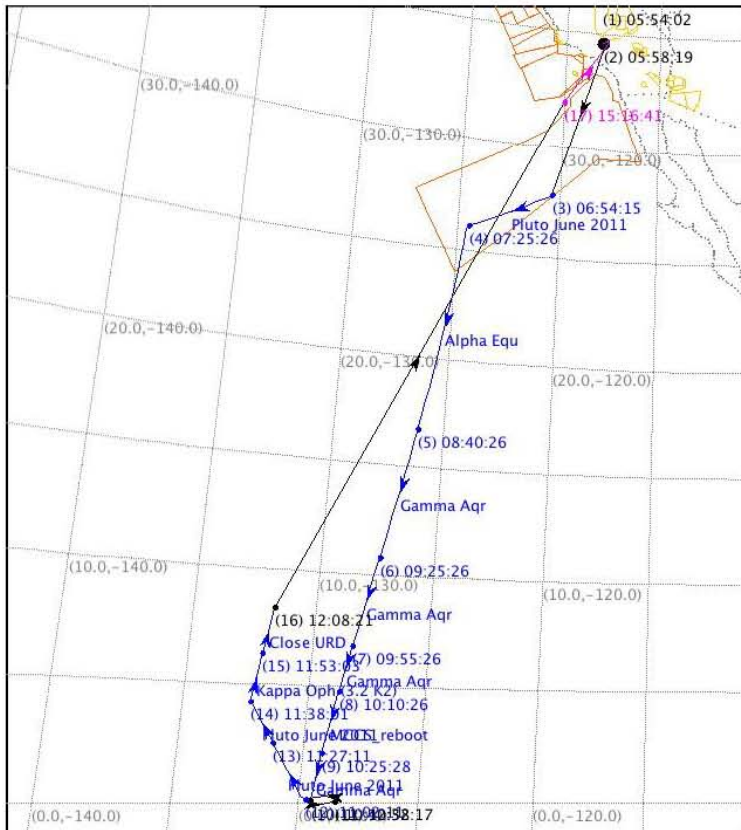 (1) 05:54:02
(2) 05:58:19
(30.0,-140.0)
(17) 15:16:41
(30.0,-130.0)
(30.0,-120.0)
(3) 06:54:15
Pluto June 2011
(4) 07:25:26
(20.0,-140.0)
Alpha Equ
(20.0,-130.0)
(20.0,-120.0)
(5) 08:40:26
Gamma Aqr
(10.0,-140.0)
(6) 09:25:26
(10.0,-130.0)
(10.0,-120.0)
Gamma Aqr
(16) 12:08:21
Close URD
(7) 09:55:26
(15) 11:53:03
Gamma Aqr
Kappa Oph (3.2 K2)
(8) 10:10:26
(14) 11:38:01
Pluto June 2011
MCCS_reboot
(13) 11:27:11
(9) 10:25:28
Pluto June 2011
Gamma Aqr
(0.0,-140.0)
(0.0,-120.0)